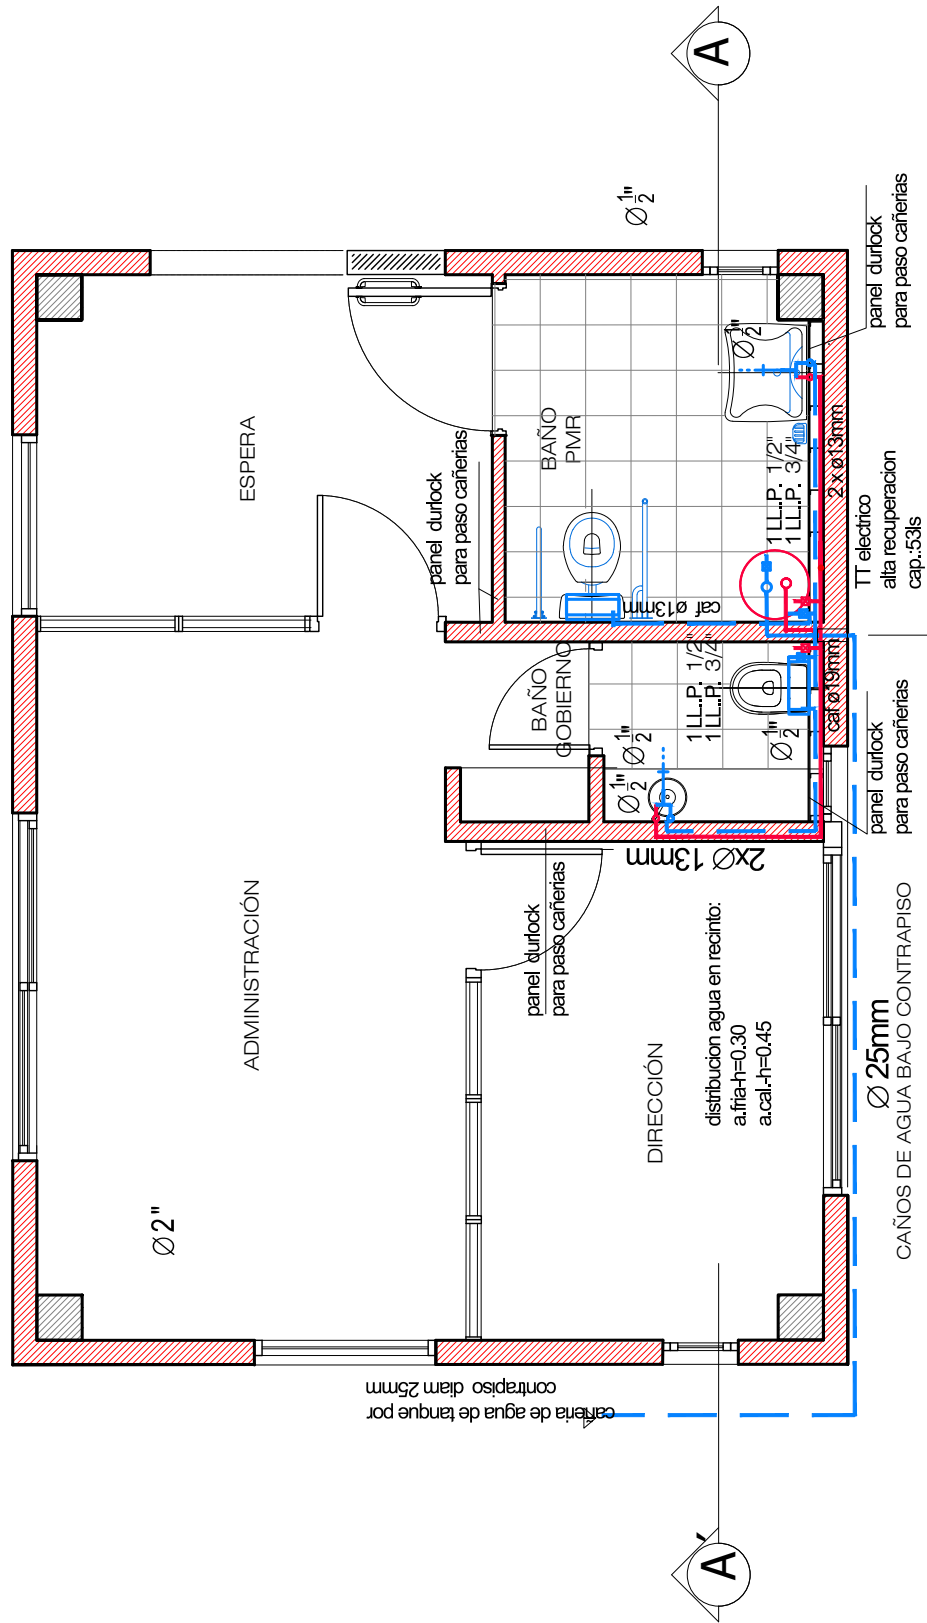 A
A'
ESPERA
BAÑO
PMR
Ø 1/2"
Ø 1/2"
panel durlock
para paso cañerias
panel durlock
para paso cañerias
1 LL.P. 1/2"
1 LL.P. 3/4"
2 x ø13mm
TT electrico
alta recuperacion
cap.:53ls
caf ø13mm
BAÑO
GOBIERNO
1 LL.P. 1/2"
1 LL.P. 3/4"
caf ø19mm
Ø 1/2"
Ø 1/2"
Ø 1/2"
panel durlock
para paso cañerias
2xØ 13mm
panel durlock
para paso cañerias
ADMINISTRACIÓN
DIRECCIÓN
distribucion agua en recinto:
a.fria-h=0.30
a.cal.-h=0.45
Ø 2"
Ø 25mm
CAÑOS DE AGUA BAJO CONTRAPISO
cañeria de agua de tanque por
contrapiso diam 25mm